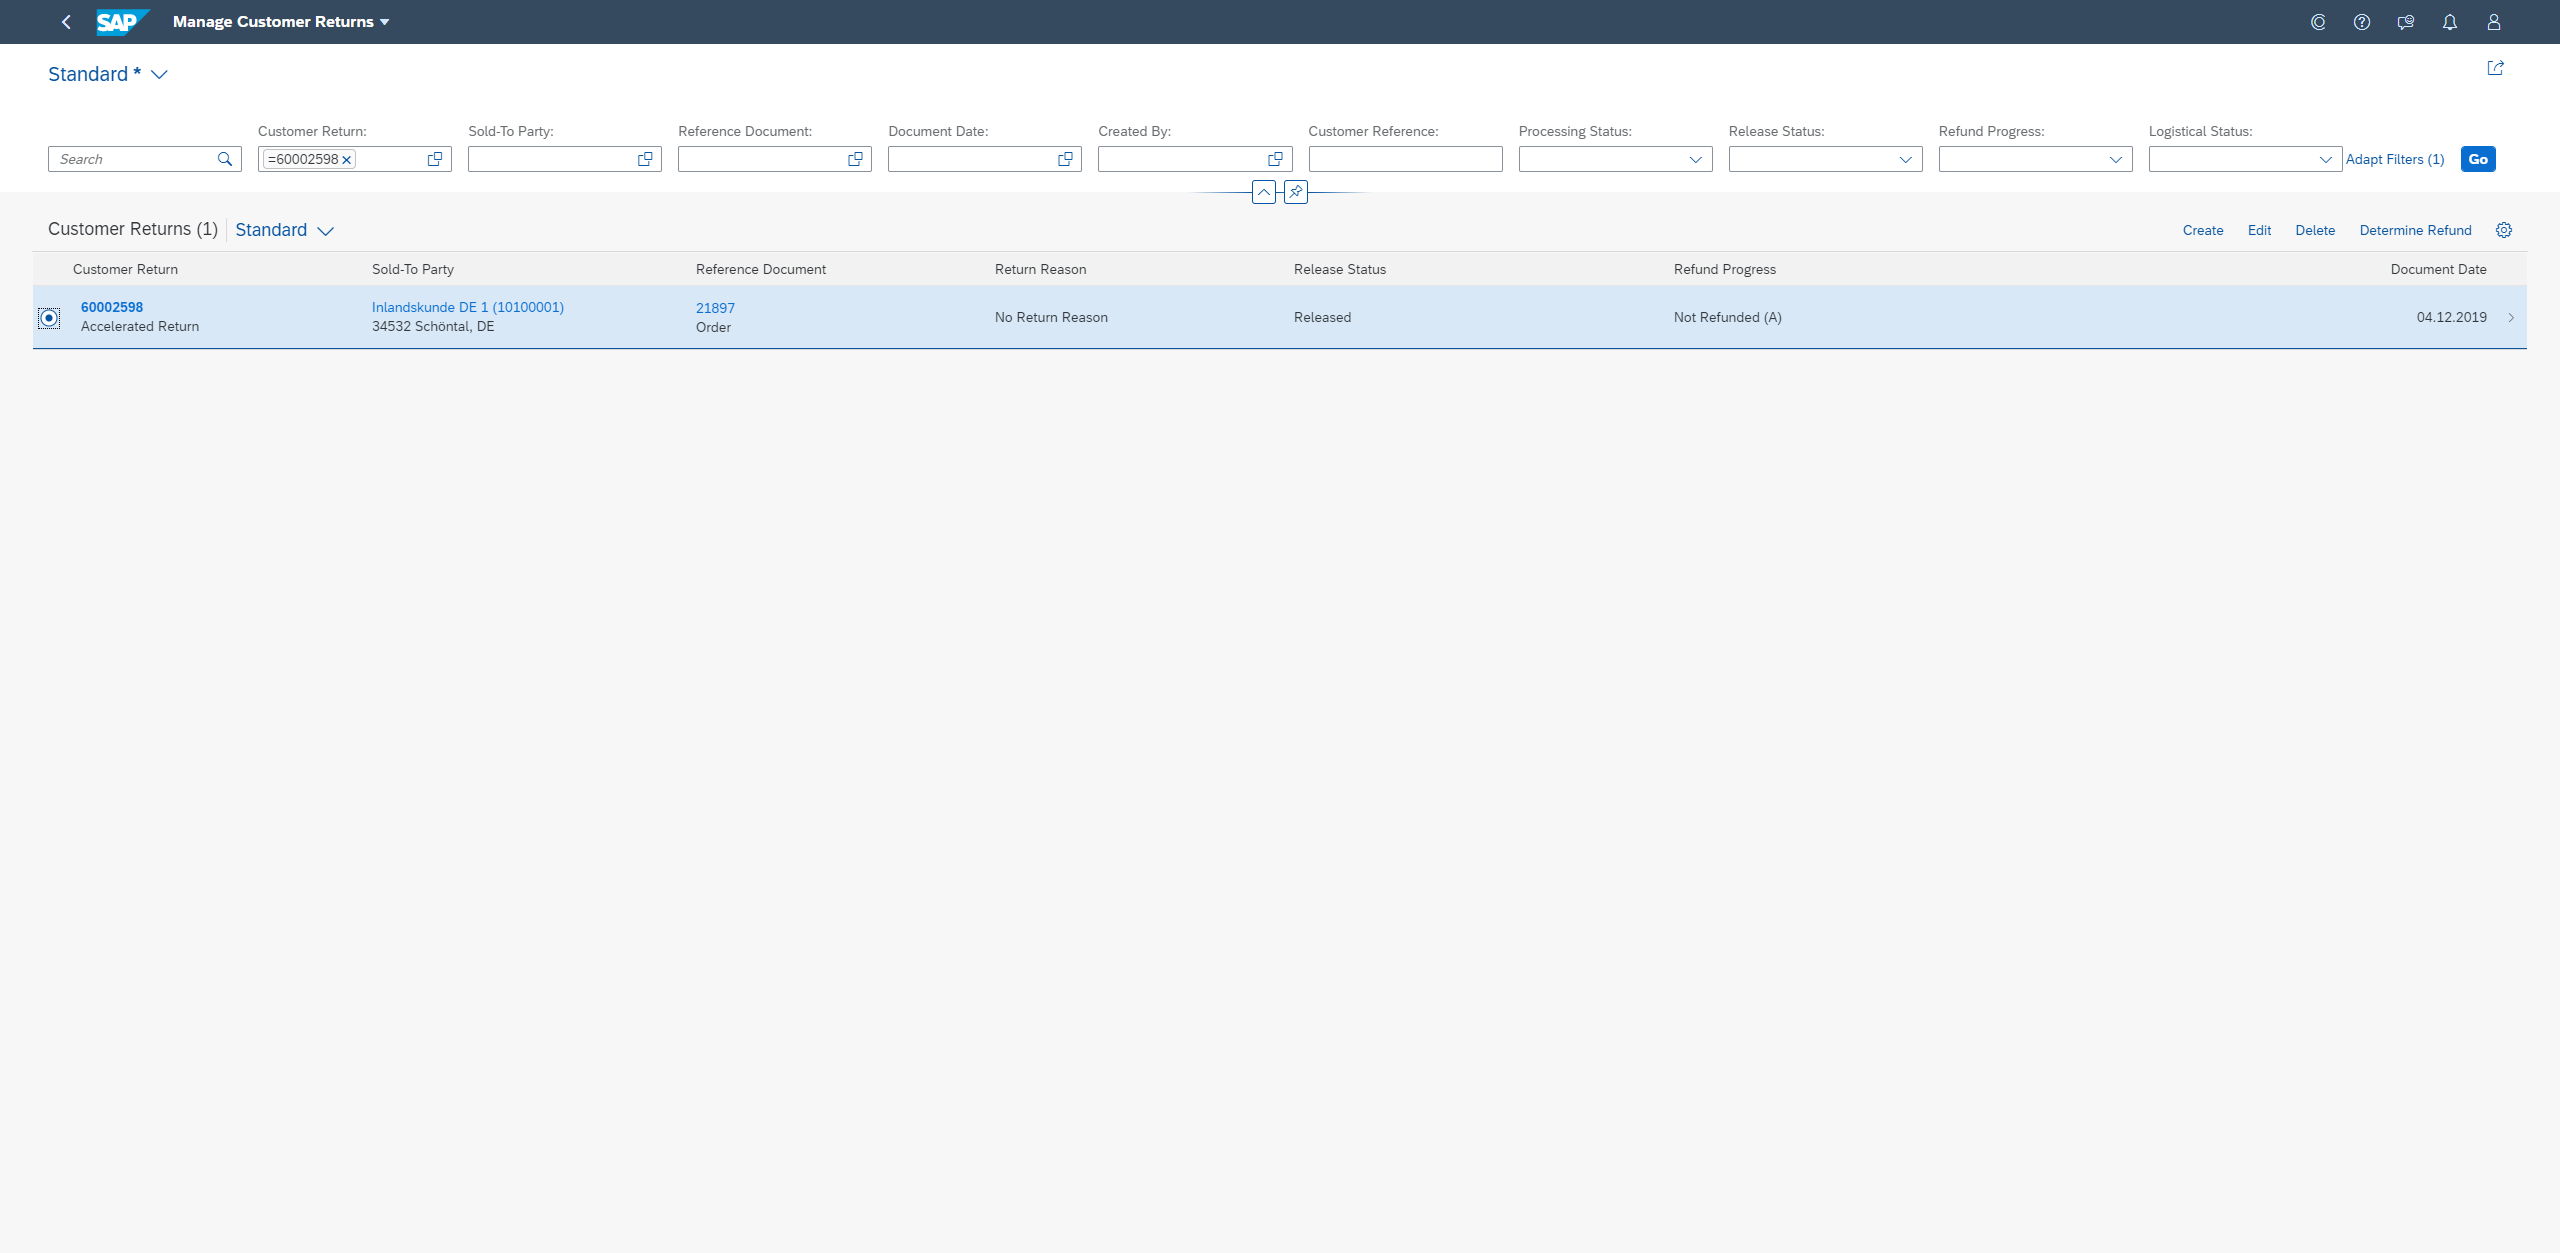 SAP Manage Customer Returns
Standard *
Customer Return: Sold-To Party: Reference Document: Document Date: Created By: Customer Reference: Processing Status: Release Status: Refund Progress: Logistical Status:
Search =60002598 Adapt Filters (1) Go
Customer Returns (1) Standard Create Edit Delete Determine Refund
Customer Return Sold-To Party Reference Document Return Reason Release Status Refund Progress Document Date
60002598 Inlandskunde DE 1 (10100001) 21897
No Return Reason Released Not Refunded (A) 04.12.2019
Accelerated Return 34532 Schöntal, DE Order